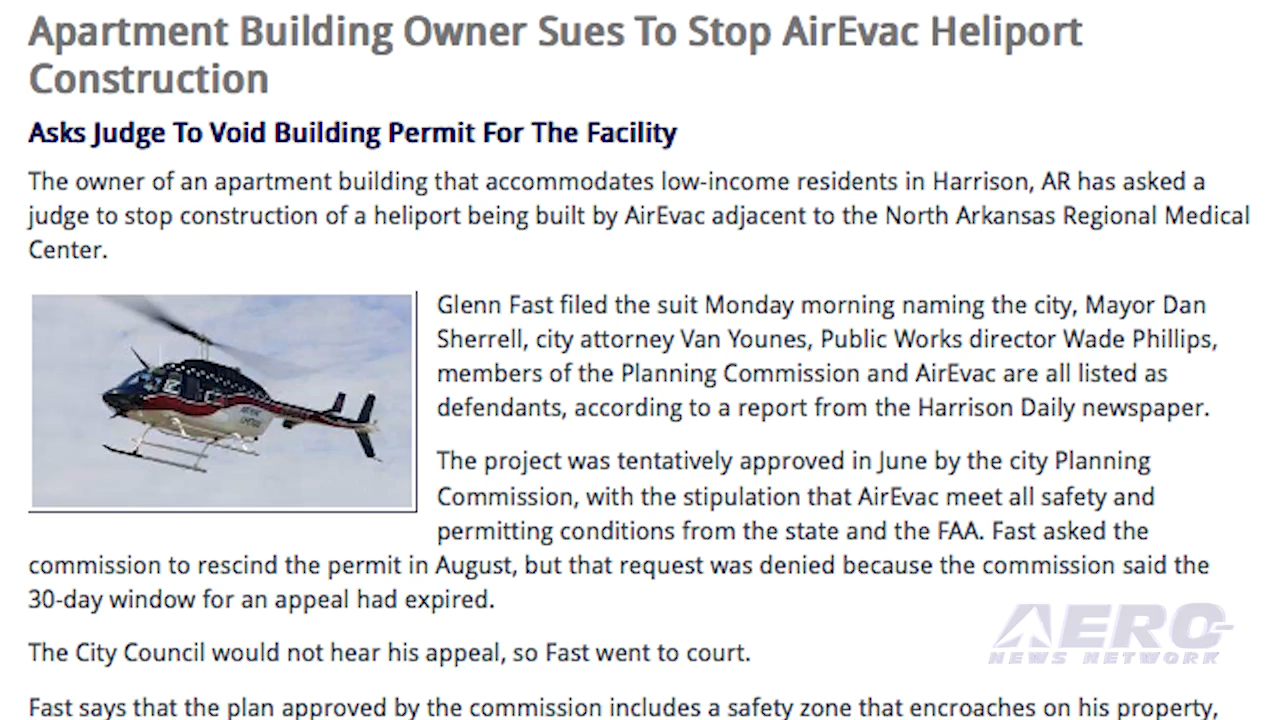 Apartment Building Owner Sues To Stop AirEvac Heliport
Construction
Asks Judge To Void Building Permit For The Facility
The owner of an apartment building that accommodates low-income residents in Harrison, AR has asked a
judge to stop construction of a heliport being built by AirEvac adjacent to the North Arkansas Regional Medical
Center.
Glenn Fast filed the suit Monday morning naming the city, Mayor Dan
Sherrell, city attorney Van Younes, Public Works director Wade Phillips,
members of the Planning Commission and AirEvac are all listed as
defendants, according to a report from the Harrison Daily newspaper.
The project was tentatively approved in June by the city Planning
Commission, with the stipulation that AirEvac meet all safety and
permitting conditions from the state and the FAA. Fast asked the
commission to rescind the permit in August, but that request was denied because the commission said the
30-day window for an appeal had expired.
The City Council would not hear his appeal, so Fast went to court.
Fast says that the plan approved by the commission includes a safety zone that encroaches on his property,
AERO
NEWS NETWORK